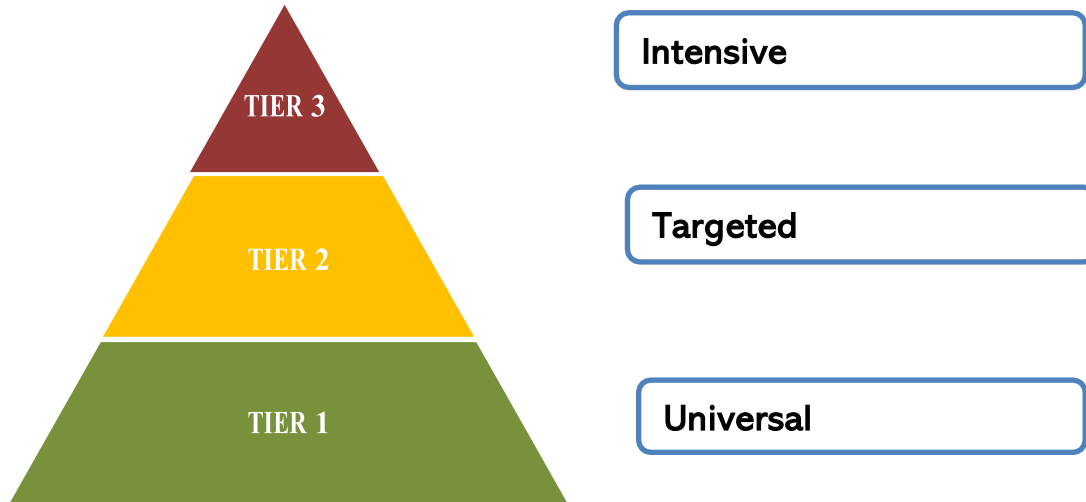 TIER 3
Intensive
TIER 2
Targeted
TIER 1
Universal